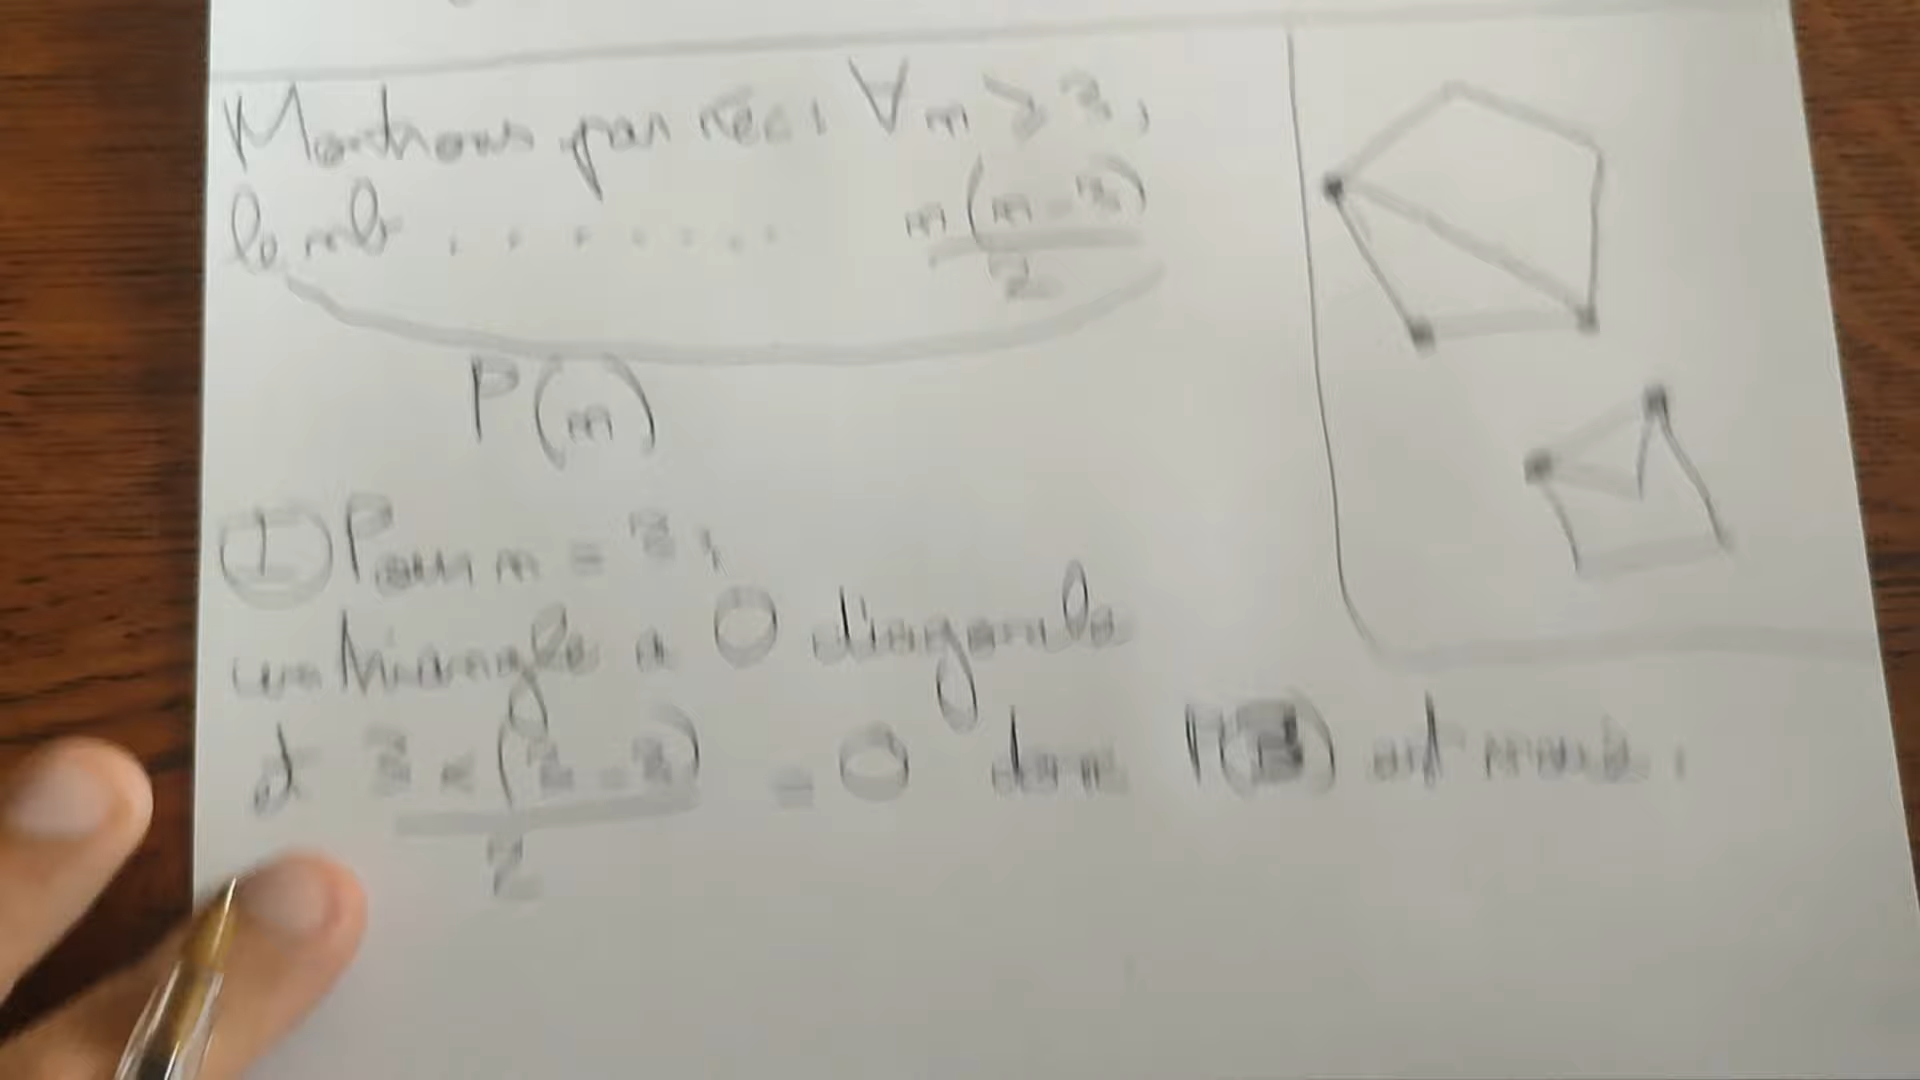 Montrons par réc, ∀n ≥ 3,
le nb ........ n(n-3)/2
P(n)
① Pour n = 3,
un triangle a 0 diagonale
et 3×(3-3)/2 = 0 donc P(3) est vraie.